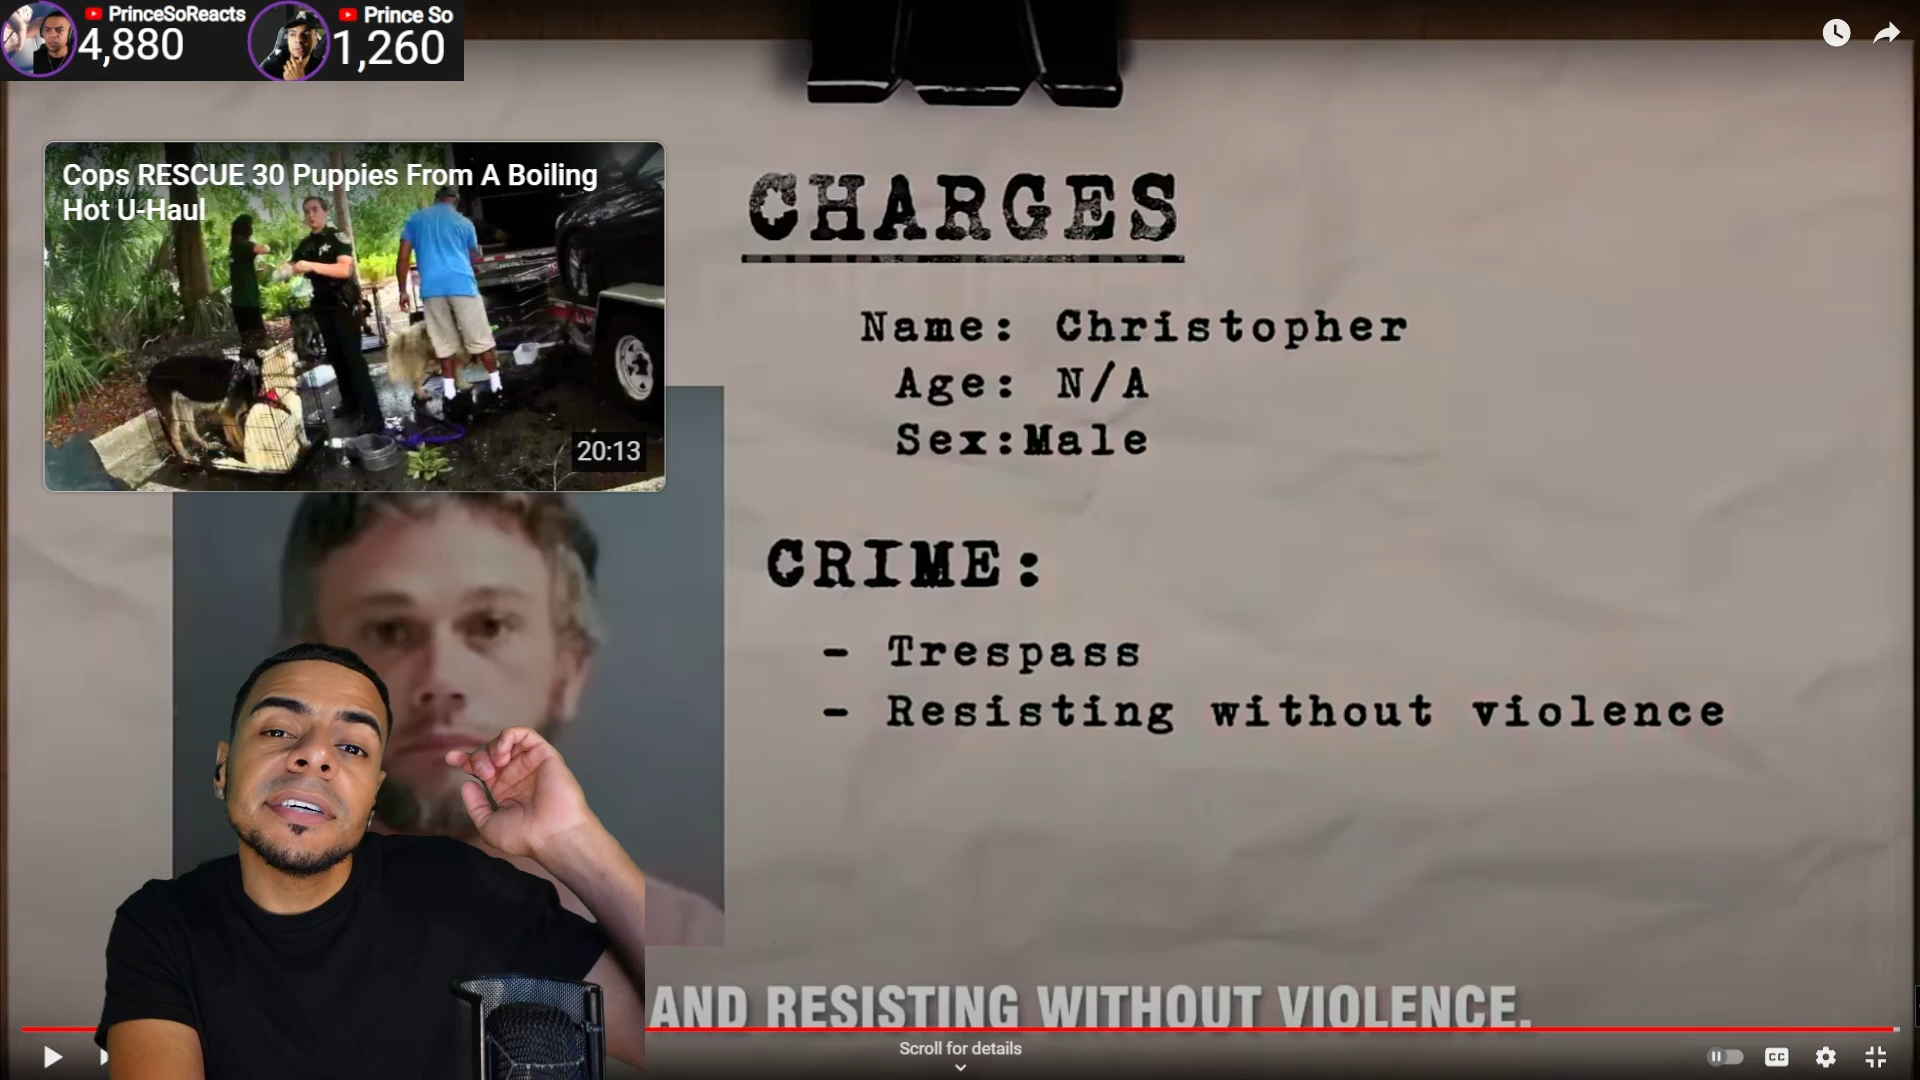 PrinceSoReacts
4,880
Prince So
1,260
Cops RESCUE 30 Puppies From A Boiling
Hot U-Haul
20:13
CHARGES
Name: Christopher
Age: N/A
Sex:Male
CRIME:
- Trespass
- Resisting without violence
AND RESISTING WITHOUT VIOLENCE.
Scroll for details
CC